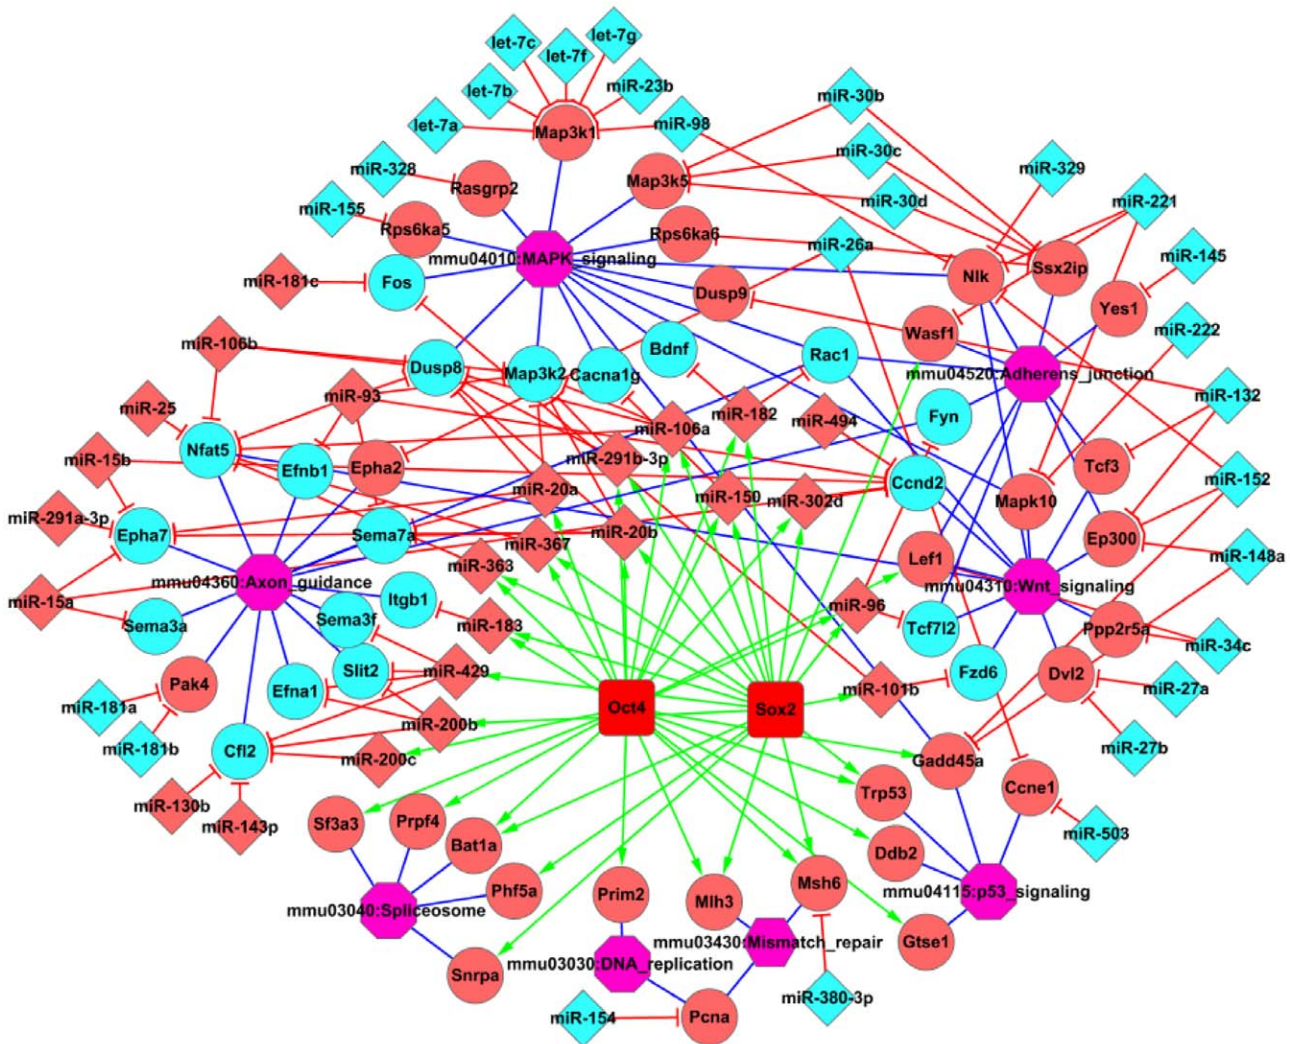 let-7c
let-7f
let-7g
let-7b
miR-23b
let-7a
Map3k1
miR-98
miR-30b
miR-328
Rasgrp2
Map3k5
miR-30c
miR-329
miR-155
Rps6ka5
Rps6ka6
miR-30d
miR-221
mmu04010:MAPK_signaling
miR-26a
miR-145
miR-181c
Fos
Dusp9
Nlk
Ssx2ip
Yes1
miR-106b
Bdnf
Rac1
Wasf1
miR-222
Dusp8
Map3k2
Cacna1g
mmu04520:Adherens_junction
miR-25
miR-93
miR-182
miR-494
Fyn
miR-132
Nfat5
miR-106a
miR-15b
Efnb1
Epha2
miR-291b-3p
Ccnd2
Tcf3
miR-152
miR-20a
miR-150
miR-302d
Mapk10
miR-291a-3p
Epha7
Sema7a
miR-367
miR-20b
Ep300
mmu04360:Axon_guidance
miR-363
Lef1
miR-148a
mmu04310:Wnt_signaling
miR-15a
Itgb1
miR-96
Sema3a
Sema3f
miR-183
Tcf7l2
Ppp2r5a
miR-34c
Pak4
Efna1
Slit2
miR-429
Fzd6
Dvl2
miR-27a
miR-181a
Oct4
Sox2
miR-101b
miR-181b
miR-200b
miR-27b
Cfl2
miR-200c
Gadd45a
Ccne1
miR-130b
Trp53
miR-143p
Sf3a3
Prpf4
miR-503
Bat1a
Ddb2
Phf5a
Prim2
Mlh3
Msh6
mmu04115:p53_signaling
mmu03040:Spliceosome
mmu03430:Mismatch_repair
Gtse1
mmu03030:DNA_replication
Snrpa
miR-380-3p
miR-154
Pcna